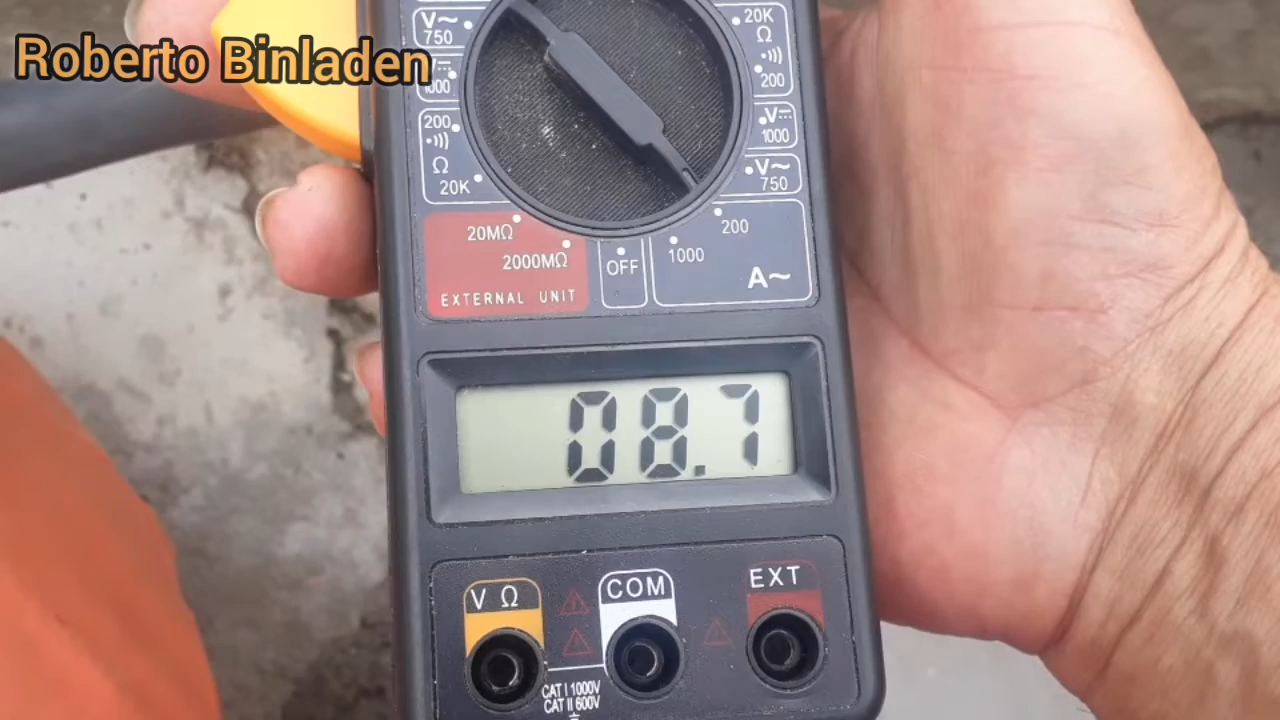 Roberto Binladen
V~
750
V⎓
1000
200
Ω
20K
20K
Ω
200
V⎓
1000
V~
750
20MΩ
2000MΩ
EXTERNAL UNIT
OFF
200
1000
A~
08.7
V Ω
COM
EXT
CAT I 1000V
CAT II 600V